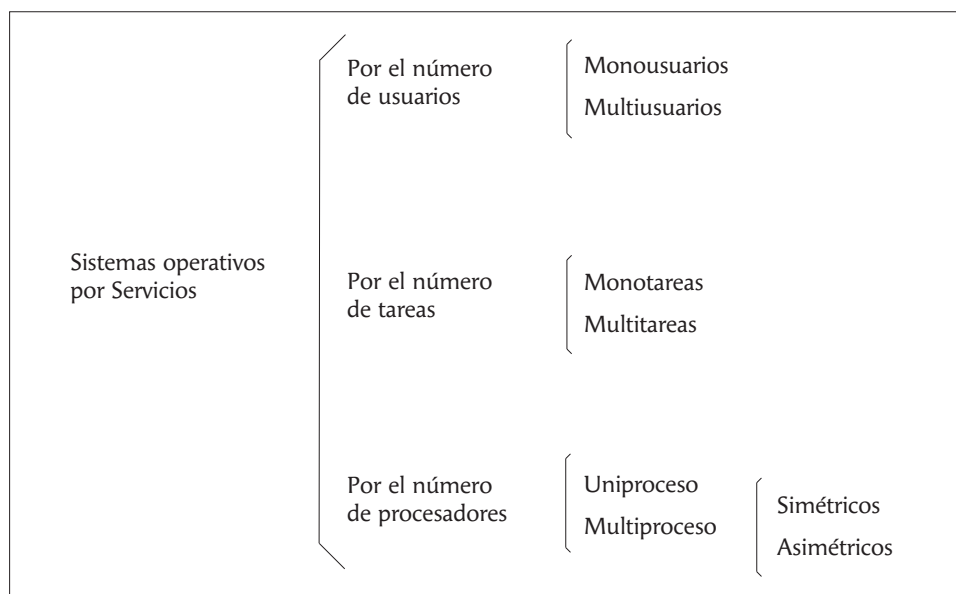 Sistemas operativos
por Servicios
Por el número
de usuarios
Monousuarios
Multiusuarios
Por el número
de tareas
Monotareas
Multitareas
Por el número
de procesadores
Uniproceso
Multiproceso
Simétricos
Asimétricos